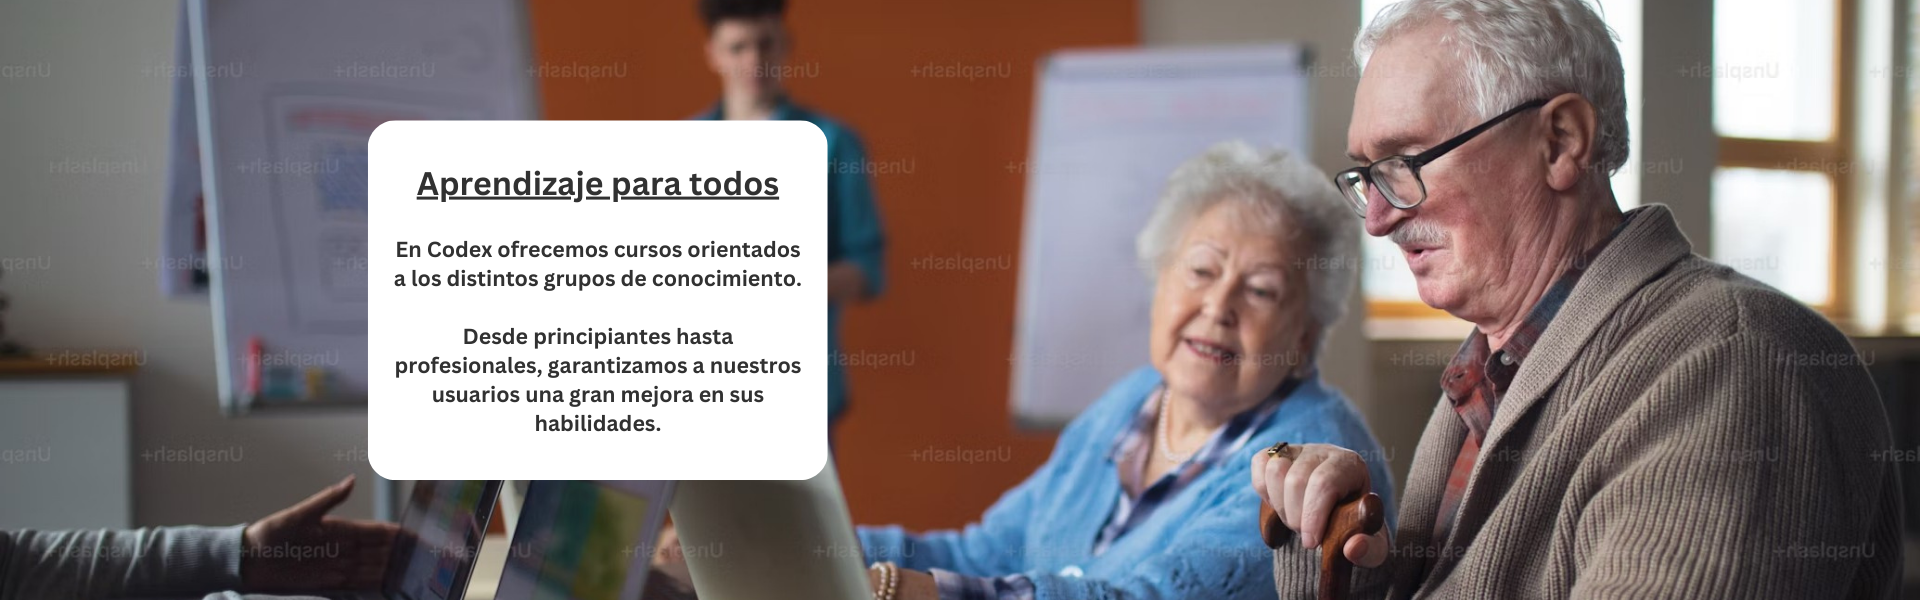 Aprendizaje para todos
En Codex ofrecemos cursos orientados
a los distintos grupos de conocimiento.
Desde principiantes hasta
profesionales, garantizamos a nuestros
usuarios una gran mejora en sus
habilidades.
Unsplash+